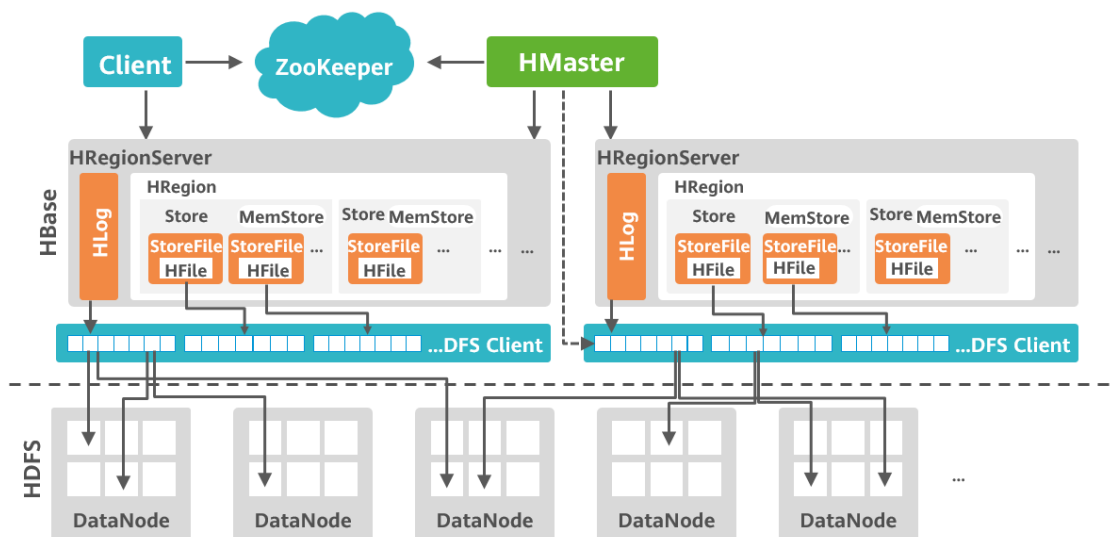 Client
ZooKeeper
HMaster
HBase
HRegionServer
HLog
HRegion
Store
MemStore
StoreFile
HFile
StoreFile
HFile
...
Store
MemStore
StoreFile
HFile
...
...
...
...DFS Client
HRegionServer
HLog
HRegion
Store
MemStore
StoreFile
HFile
StoreFile
HFile
...
Store
MemStore
StoreFile
HFile
...
...
...
...DFS Client
HDFS
DataNode
DataNode
DataNode
DataNode
DataNode
...